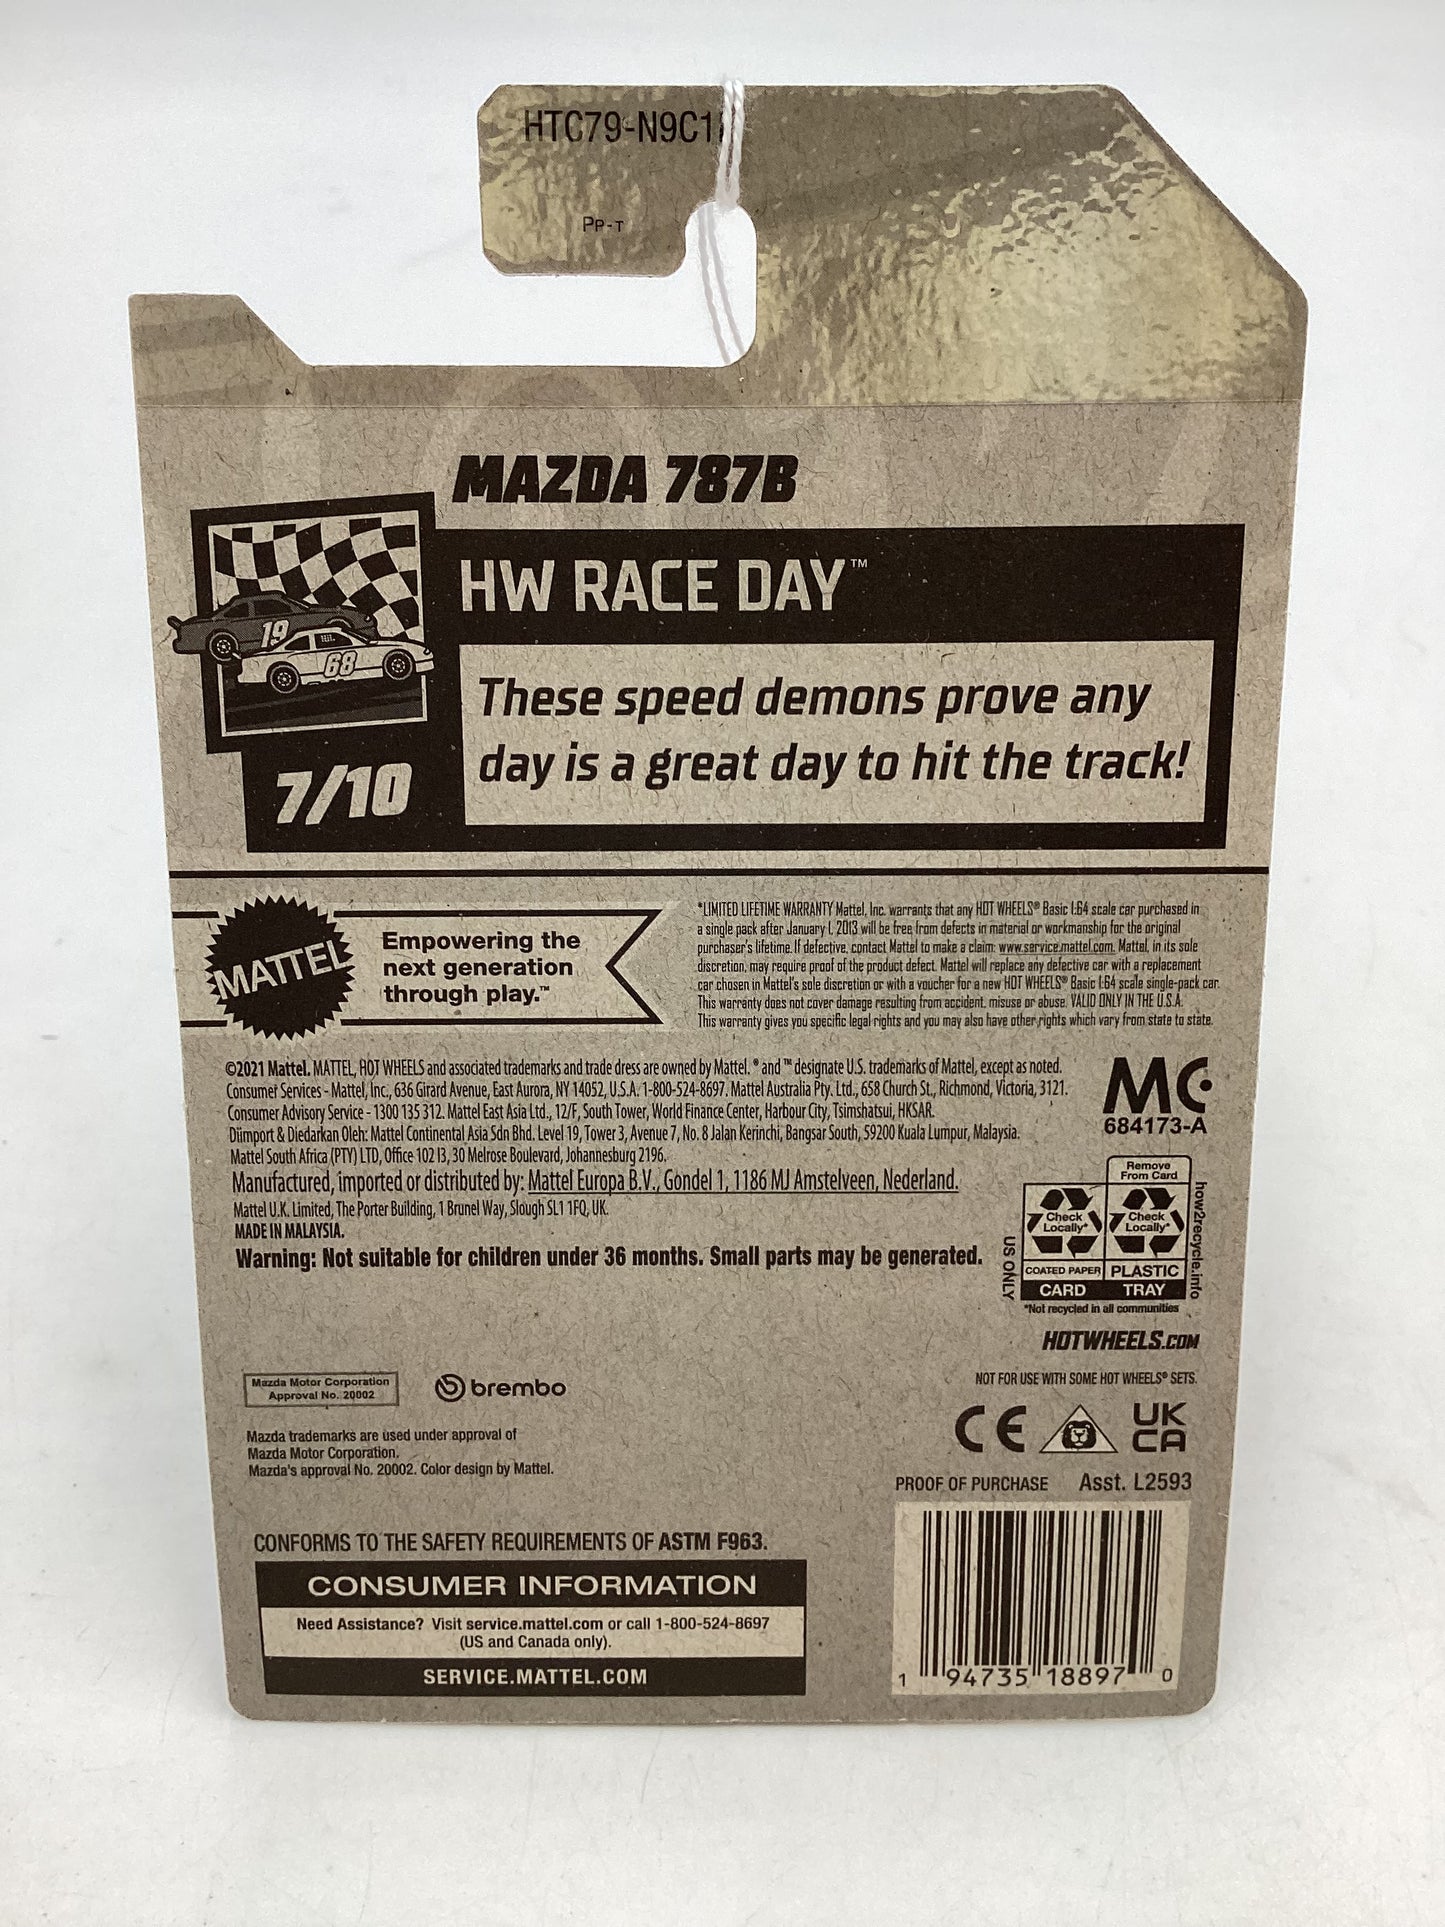 HTC79-N9C1
Pp-T
MAZDA 787B
HW RACE DAY™
19
HW
68
These speed demons prove any
day is a great day to hit the track!
7/10
MATTEL
Empowering the
next generation
through play.™
*LIMITED LIFETIME WARRANTY Mattel, Inc. warrants that any HOT WHEELS® Basic 1:64 scale car purchased in
a single pack after January 1, 2013 will be free from defects in material or workmanship for the original
purchaser's lifetime. If defective, contact Mattel to make a claim: www.service.mattel.com. Mattel, in its sole
discretion, may require proof of the product defect. Mattel will replace any defective car with a replacement
car chosen in Mattel's sole discretion or with a voucher for a new HOT WHEELS® Basic 1:64 scale single-pack car.
This warranty does not cover damage resulting from accident, misuse or abuse. VALID ONLY IN THE U.S.A.
This warranty gives you specific legal rights and you may also have other rights which vary from state to state.
©2021 Mattel. MATTEL, HOT WHEELS and associated trademarks and trade dress are owned by Mattel. ® and ™ designate U.S. trademarks of Mattel, except as noted.
Consumer Services - Mattel, Inc., 636 Girard Avenue, East Aurora, NY 14052, U.S.A. 1-800-524-8697. Mattel Australia Pty. Ltd., 658 Church St., Richmond, Victoria, 3121.
Consumer Advisory Service - 1300 135 312. Mattel East Asia Ltd., 12/F, South Tower, World Finance Center, Harbour City, Tsimshatsui, HKSAR.
Diimport & Diedarkan Oleh: Mattel Continental Asia Sdn Bhd. Level 19, Tower 3, Avenue 7, No. 8 Jalan Kerinchi, Bangsar South, 59200 Kuala Lumpur, Malaysia.
Mattel South Africa (PTY) LTD, Office 102 I3, 30 Melrose Boulevard, Johannesburg 2196.
Manufactured, imported or distributed by: Mattel Europa B.V., Gondel 1, 1186 MJ Amstelveen, Nederland.
Mattel U.K. Limited, The Porter Building, 1 Brunel Way, Slough SL1 1FQ, UK.
MADE IN MALAYSIA.
Warning: Not suitable for children under 36 months. Small parts may be generated.
MC
684173-A
Remove
From Card
Check
Locally*
Check
Locally*
COATED PAPER
PLASTIC
CARD
TRAY
US ONLY
how2recycle.info
*Not recycled in all communities
HOTWHEELS.COM
NOT FOR USE WITH SOME HOT WHEELS® SETS.
Mazda Motor Corporation
Approval No. 20002
brembo
CE
UK
CA
Mazda trademarks are used under approval of
Mazda Motor Corporation.
Mazda's approval No. 20002. Color design by Mattel.
PROOF OF PURCHASE Asst. L2593
CONFORMS TO THE SAFETY REQUIREMENTS OF ASTM F963.
CONSUMER INFORMATION
Need Assistance? Visit service.mattel.com or call 1-800-524-8697
(US and Canada only).
SERVICE.MATTEL.COM
1 94735 18897 0